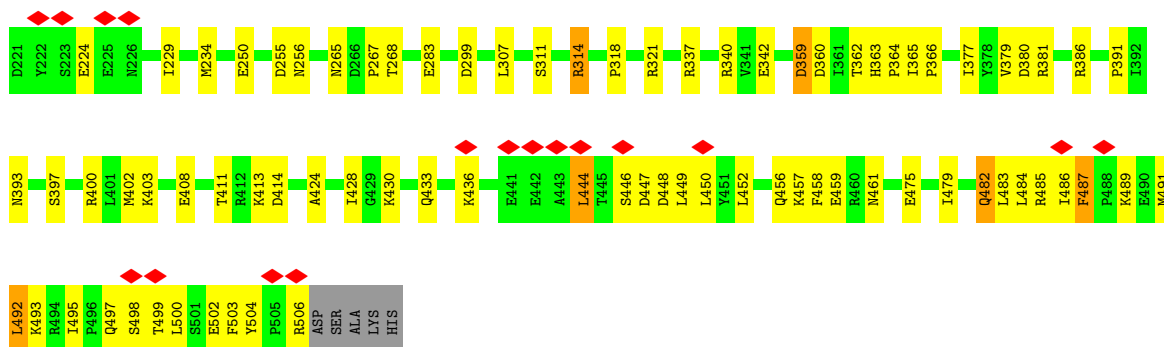 D221 Y222 S223 E224 E225 N226 I229 M234 E250 D255 N256 N265 D266 P267 T268 E283 D299 L307 S311 R314 P318 R321 R337 R340 V341 E342 D359 D360 I361 T362 H363 P364 I365 P366 I377 Y378 V379 D380 R381 R386 P391 I392
N393 S397 R400 L401 M402 K403 E408 T411 R412 K413 D414 A424 I428 G429 K430 Q433 K436 E441 E442 A443 L444 T445 S446 D447 D448 L449 L450 Y451 L452 Q456 K457 F458 E459 R460 N461 E475 I479 Q482 L483 L484 R485 I486 F487 P488 K489 E490 M491
L492 K493 R494 I495 P496 Q497 S498 T499 L500 S501 E502 F503 Y504 P505 R506 ASP SER ALA LYS HIS